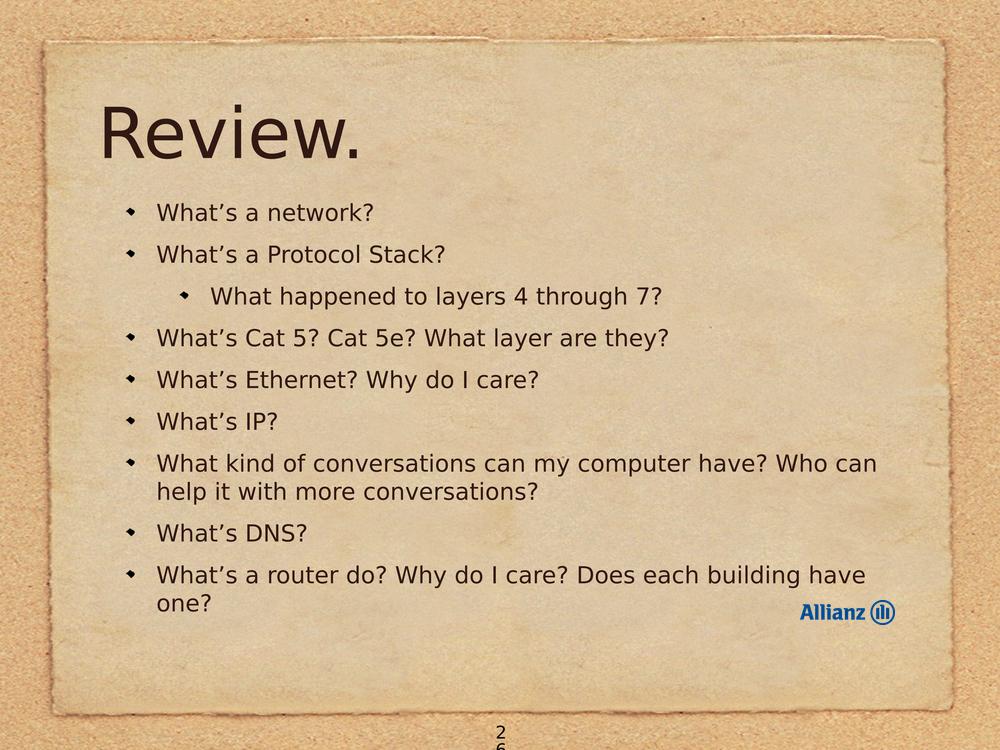 Review.
What’s a network?
What’s a Protocol Stack?
What happened to layers 4 through 7?
What’s Cat 5? Cat 5e? What layer are they?
What’s Ethernet? Why do I care?
What’s IP?
What kind of conversations can my computer have? Who can
help it with more conversations?
What’s DNS?
What’s a router do? Why do I care? Does each building have
one?
Allianz
2
6